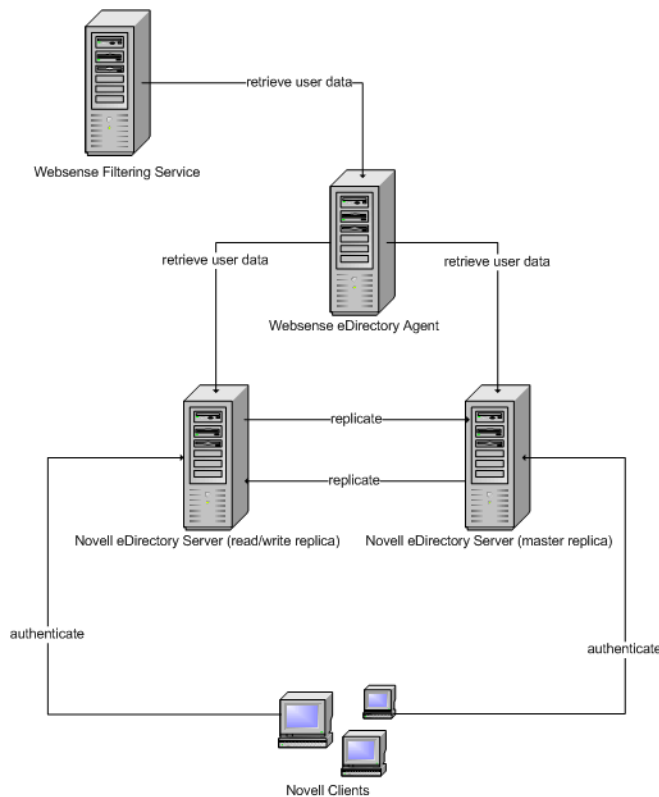 retrieve user data
Websense Filtering Service
retrieve user data
retrieve user data
Websense eDirectory Agent
replicate
replicate
Novell eDirectory Server (read/write replica)
Novell eDirectory Server (master replica)
authenticate
authenticate
Novell Clients